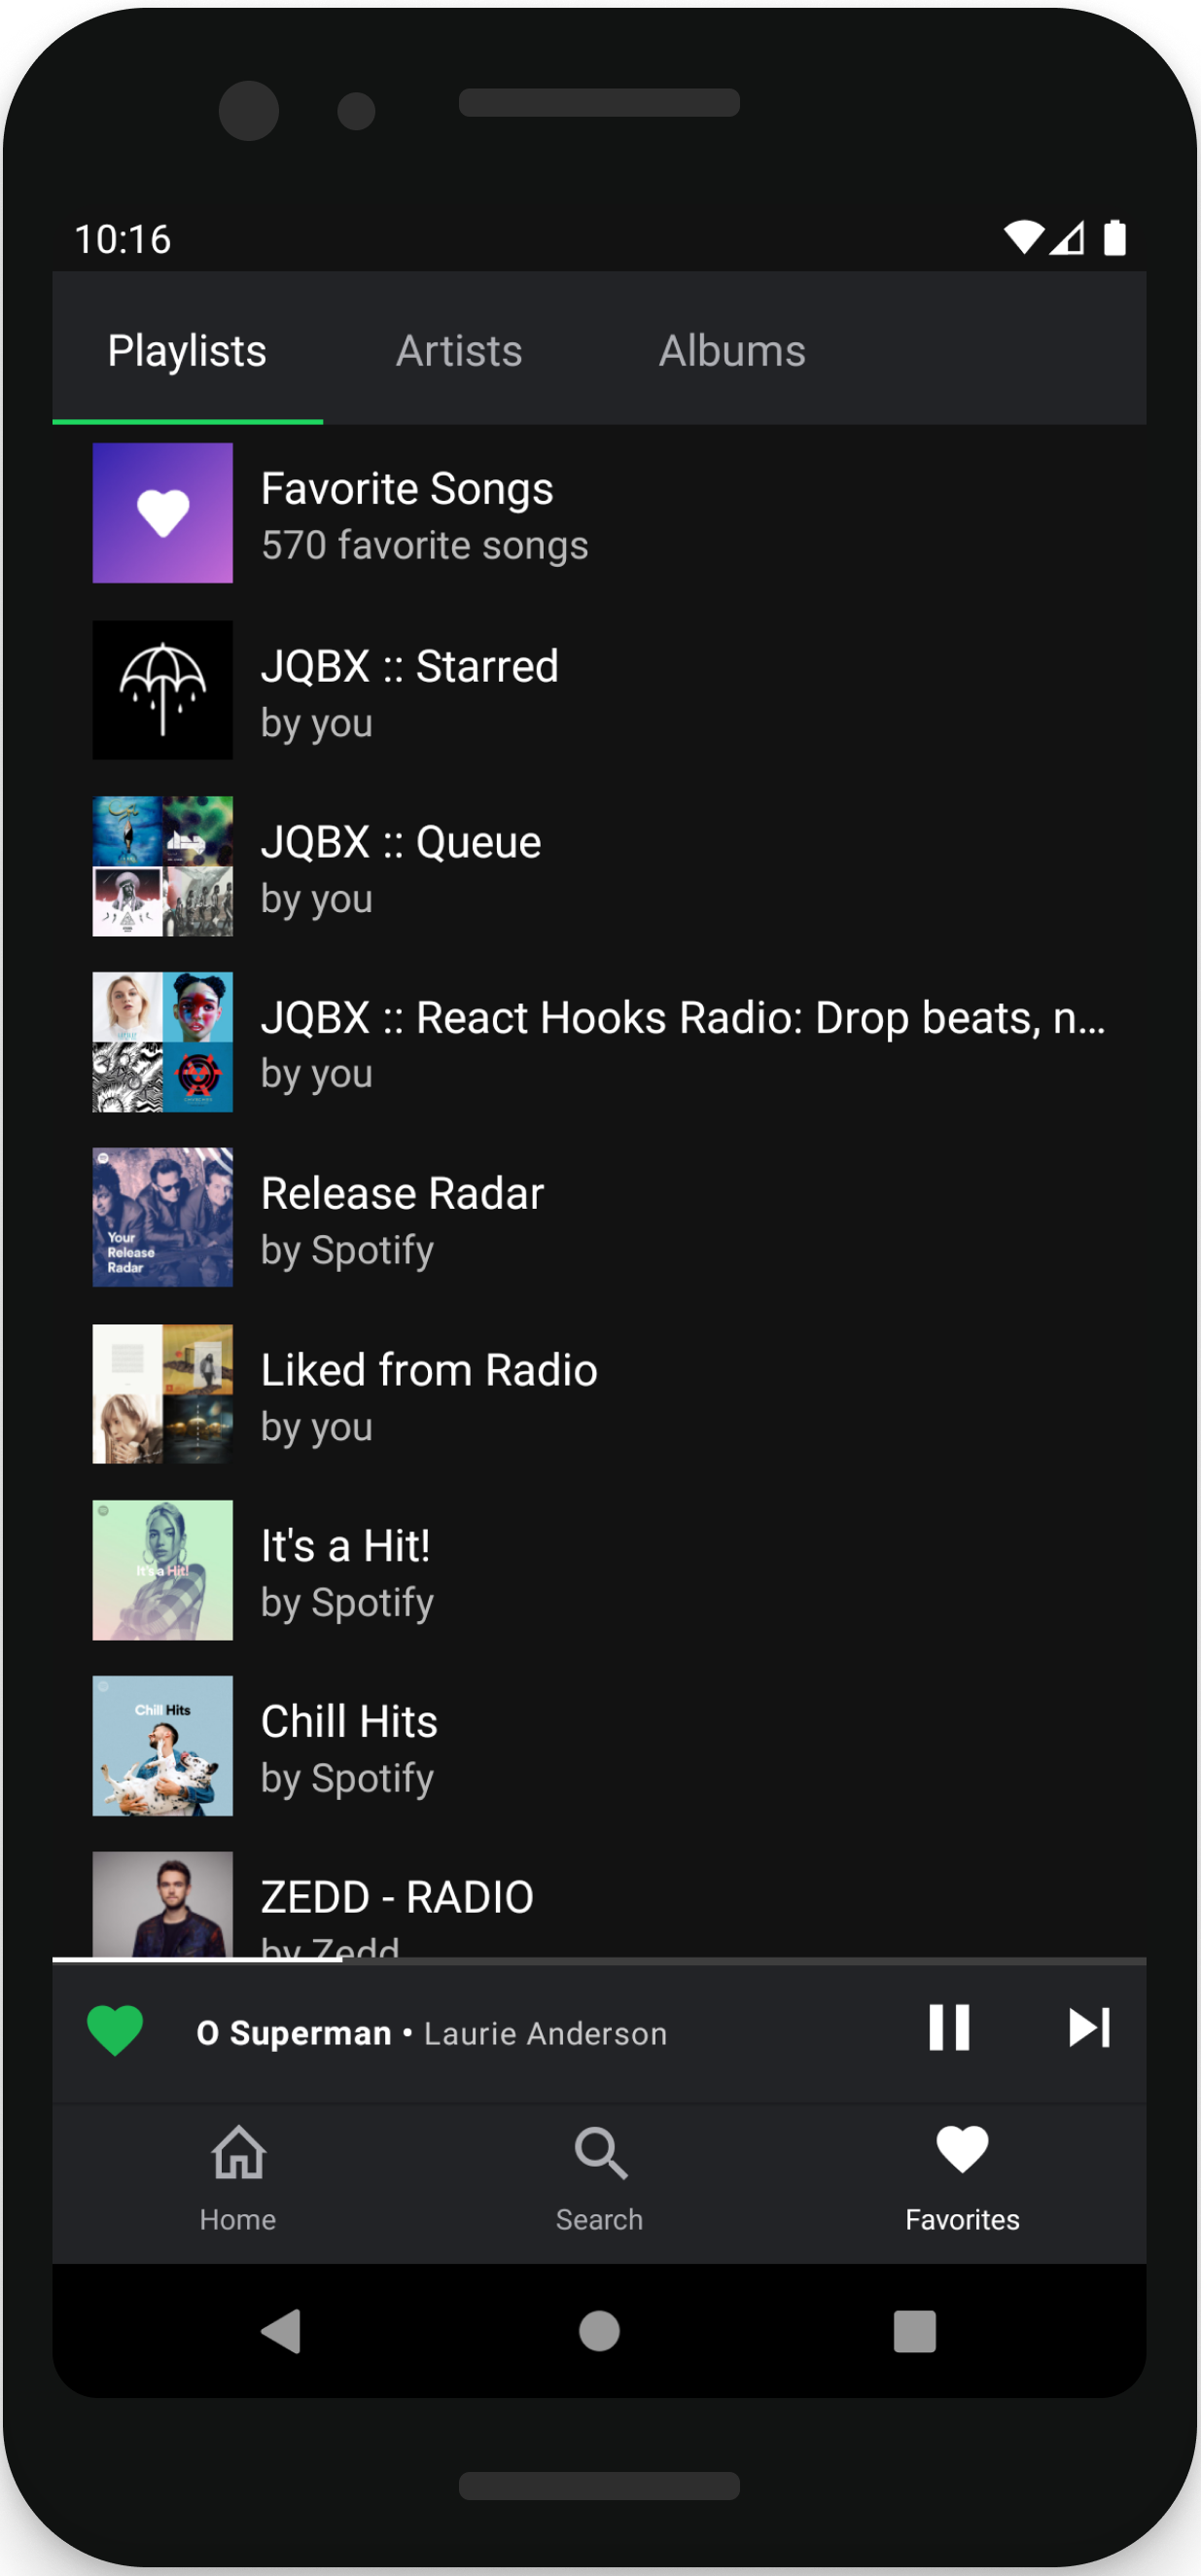 10:16
Playlists Artists Albums
Favorite Songs
570 favorite songs
JQBX :: Starred
by you
JQBX :: Queue
by you
JQBX :: React Hooks Radio: Drop beats, n...
by you
Your
Release
Radar
Release Radar
by Spotify
Liked from Radio
by you
It's a Hit!
It's a Hit!
by Spotify
Chill Hits
Chill Hits
by Spotify
ZEDD - RADIO
by Zedd
O Superman • Laurie Anderson
Home Search Favorites